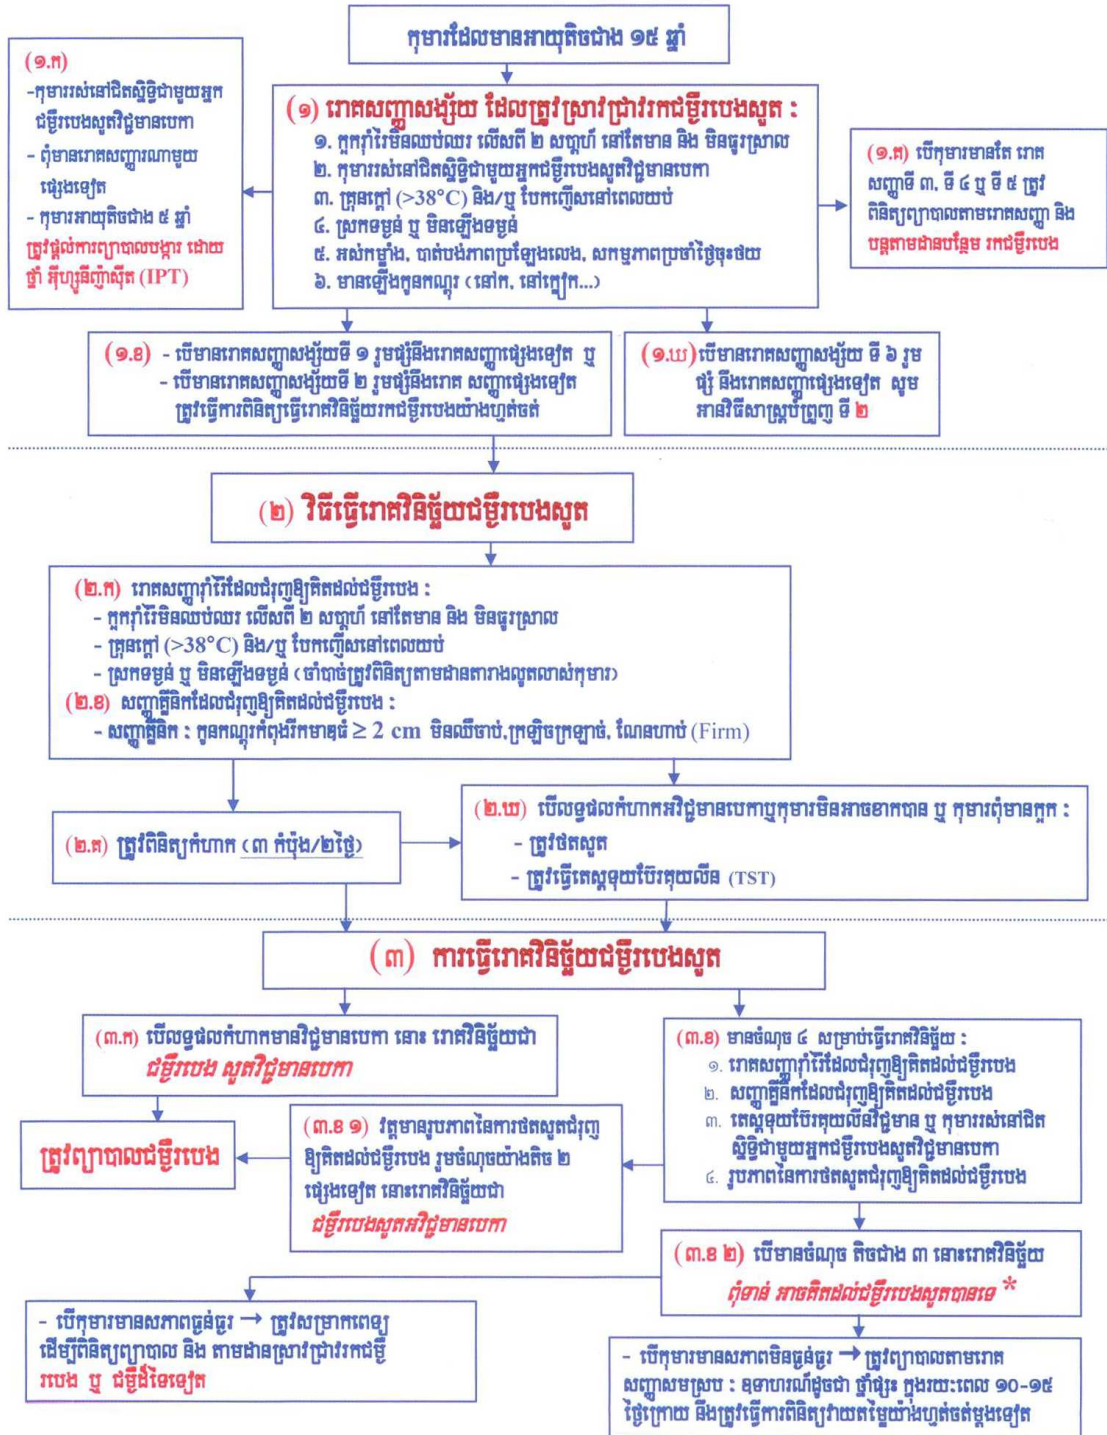 កុមារដែលមានអាយុតិចជាង ១៥ ឆ្នាំ
(១.ក)
-កុមាររស់នៅជិតស្និទ្ធិជាមួយអ្នក
ជម្ងឺរបេងសួតវិជ្ជមានបេកា
- ពុំមានរោគសញ្ញារណាមួយ
ផ្សេងទៀត
- កុមារអាយុតិចជាង ៥ ឆ្នាំ
ត្រូវផ្តល់ការព្យាបាលបង្ការ ដោយ
ថ្នាំ អ៊ីហ្សូនីញ៉ាស៊ីត (IPT)
(១) រោគសញ្ញាសង្ស័យ ដែលត្រូវស្រាវជ្រាវរកជម្ងឺរបេងសួត :
១. ក្អករ៉ាំរ៉ៃមិនឈប់ឈរ លើសពី ២ សប្តាហ៍ នៅតែមាន និង មិនធូរស្រាល
២. កុមាររស់នៅជិតស្និទ្ធិជាមួយអ្នកជម្ងឺរបេងសួតវិជ្ជមានបេកា
៣. គ្រុនក្តៅ (>38°C) និង/ឬ បែកញើសនៅពេលយប់
៤. ស្រកទម្ងន់ ឬ មិនឡើងទម្ងន់
៥. អស់កម្លាំង, បាត់បង់ភាពប្រឡែងលេង, សកម្មភាពប្រចាំថ្ងៃចុះថយ
៦. មានឡើងកូនកណ្តុរ (នៅក, នៅក្លៀក...)
(១.គ) បើកុមារមានតែ រោគ
សញ្ញាទី ៣, ទី ៤ ឬ ទី ៥ ត្រូវ
ពិនិត្យព្យាបាលតាមរោគសញ្ញា និង
បន្តតាមដានបន្ថែម រកជម្ងឺរបេង
(១.ខ) - បើមានរោគសញ្ញាសង្ស័យទី ១ រួមផ្សំនឹងរោគសញ្ញាផ្សេងទៀត ឬ
- បើមានរោគសញ្ញាសង្ស័យទី ២ រួមផ្សំនឹងរោគ សញ្ញាផ្សេងទៀត
ត្រូវធ្វើការពិនិត្យធ្វើរោគវិនិច្ឆ័យរកជម្ងឺរបេងយ៉ាងហ្មត់ចត់
(១.ឃ) បើមានរោគសញ្ញាសង្ស័យ ទី ៦ រួម
ផ្សំ នឹងរោគសញ្ញាផ្សេងទៀត សូម
អានវិធីសាស្ត្របំព្រួញ ទី ២
(២) វិធីធ្វើរោគវិនិច្ឆ័យជម្ងឺរបេងសួត
(២.ក) រោគសញ្ញារ៉ាំរ៉ៃដែលជំរុញឱ្យគិតដល់ជម្ងឺរបេង :
- ក្អករ៉ាំរ៉ៃមិនឈប់ឈរ លើសពី ២ សប្តាហ៍ នៅតែមាន និង មិនធូរស្រាល
- គ្រុនក្តៅ (>38°C) និង/ឬ បែកញើសនៅពេលយប់
- ស្រកទម្ងន់ ឬ មិនឡើងទម្ងន់ (ចាំបាច់ត្រូវពិនិត្យតាមដានតារាងលូតលាស់កុមារ)
(២.ខ) សញ្ញាគ្លីនិកដែលជំរុញឱ្យគិតដល់ជម្ងឺរបេង :
- សញ្ញាគ្លីនិក : កូនកណ្តុរកំពុងរីកមាឌធំ ≥ 2 cm មិនឈឺចាប់,ក្រឡិចក្រឡាច់, ណែនហាប់ (Firm)
(២.គ) ត្រូវពិនិត្យកំហាក (៣ កំប៉ុង/២ថ្ងៃ)
(២.ឃ) បើលទ្ធផលកំហាកអវិជ្ជមានបេកាឬកុមារមិនអាចខាកបាន ឬ កុមារពុំមានក្អក :
- ត្រូវថតសួត
- ត្រូវធ្វើតេស្តទុយប៊ែរគុយលីន (TST)
(៣) ការធ្វើរោគវិនិច្ឆ័យជម្ងឺរបេងសួត
(៣.ក) បើលទ្ធផលកំហាកមានវិជ្ជមានបេកា នោះ រោគវិនិច្ឆ័យជា
ជម្ងឺរបេង សួតវិជ្ជមានបេកា
(៣.ខ) មានចំណុច ៤ សម្រាប់ធ្វើរោគវិនិច្ឆ័យ :
១. រោគសញ្ញារ៉ាំរ៉ៃដែលជំរុញឱ្យគិតដល់ជម្ងឺរបេង
២. សញ្ញាគ្លីនិកដែលជំរុញឱ្យគិតដល់ជម្ងឺរបេង
៣. តេស្តទុយប៊ែរគុយលីនវិជ្ជមាន ឬ កុមាររស់នៅជិត
ស្និទ្ធិជាមួយអ្នកជម្ងឺរបេងសួតវិជ្ជមានបេកា
៤. រូបភាពនៃការថតសួតជំរុញឱ្យគិតដល់ជម្ងឺរបេង
ត្រូវព្យាបាលជម្ងឺរបេង
(៣.ខ ១) វត្តមានរូបភាពនៃការថតសួតជំរុញ
ឱ្យគិតដល់ជម្ងឺរបេង រួមចំណុចយ៉ាងតិច ២
ផ្សេងទៀត នោះរោគវិនិច្ឆ័យជា
ជម្ងឺរបេងសួតអវិជ្ជមានបេកា
(៣.ខ ២) បើមានចំណុច តិចជាង ៣ នោះរោគវិនិច្ឆ័យ
ពុំទាន់ អាចគិតដល់ជម្ងឺរបេងសួតបានទេ *
- បើកុមារមានសភាពធ្ងន់ធ្ងរ → ត្រូវសម្រាកពេទ្យ
ដើម្បីពិនិត្យព្យាបាល និង តាមដានស្រាវជ្រាវរកជម្ងឺ
របេង ឬ ជម្ងឺដ៏ទៃទៀត
- បើកុមារមានសភាពមិនធ្ងន់ធ្ងរ → ត្រូវព្យាបាលតាមរោគ
សញ្ញាសមស្រប : ឧទាហរណ៍ដូចជា ថ្នាំផ្សះ ក្នុងរយៈពេល ១០-១៥
ថ្ងៃក្រោយ នឹងត្រូវធ្វើការពិនិត្យវាយតម្លៃយ៉ាងហ្មត់ចត់ម្តងទៀត